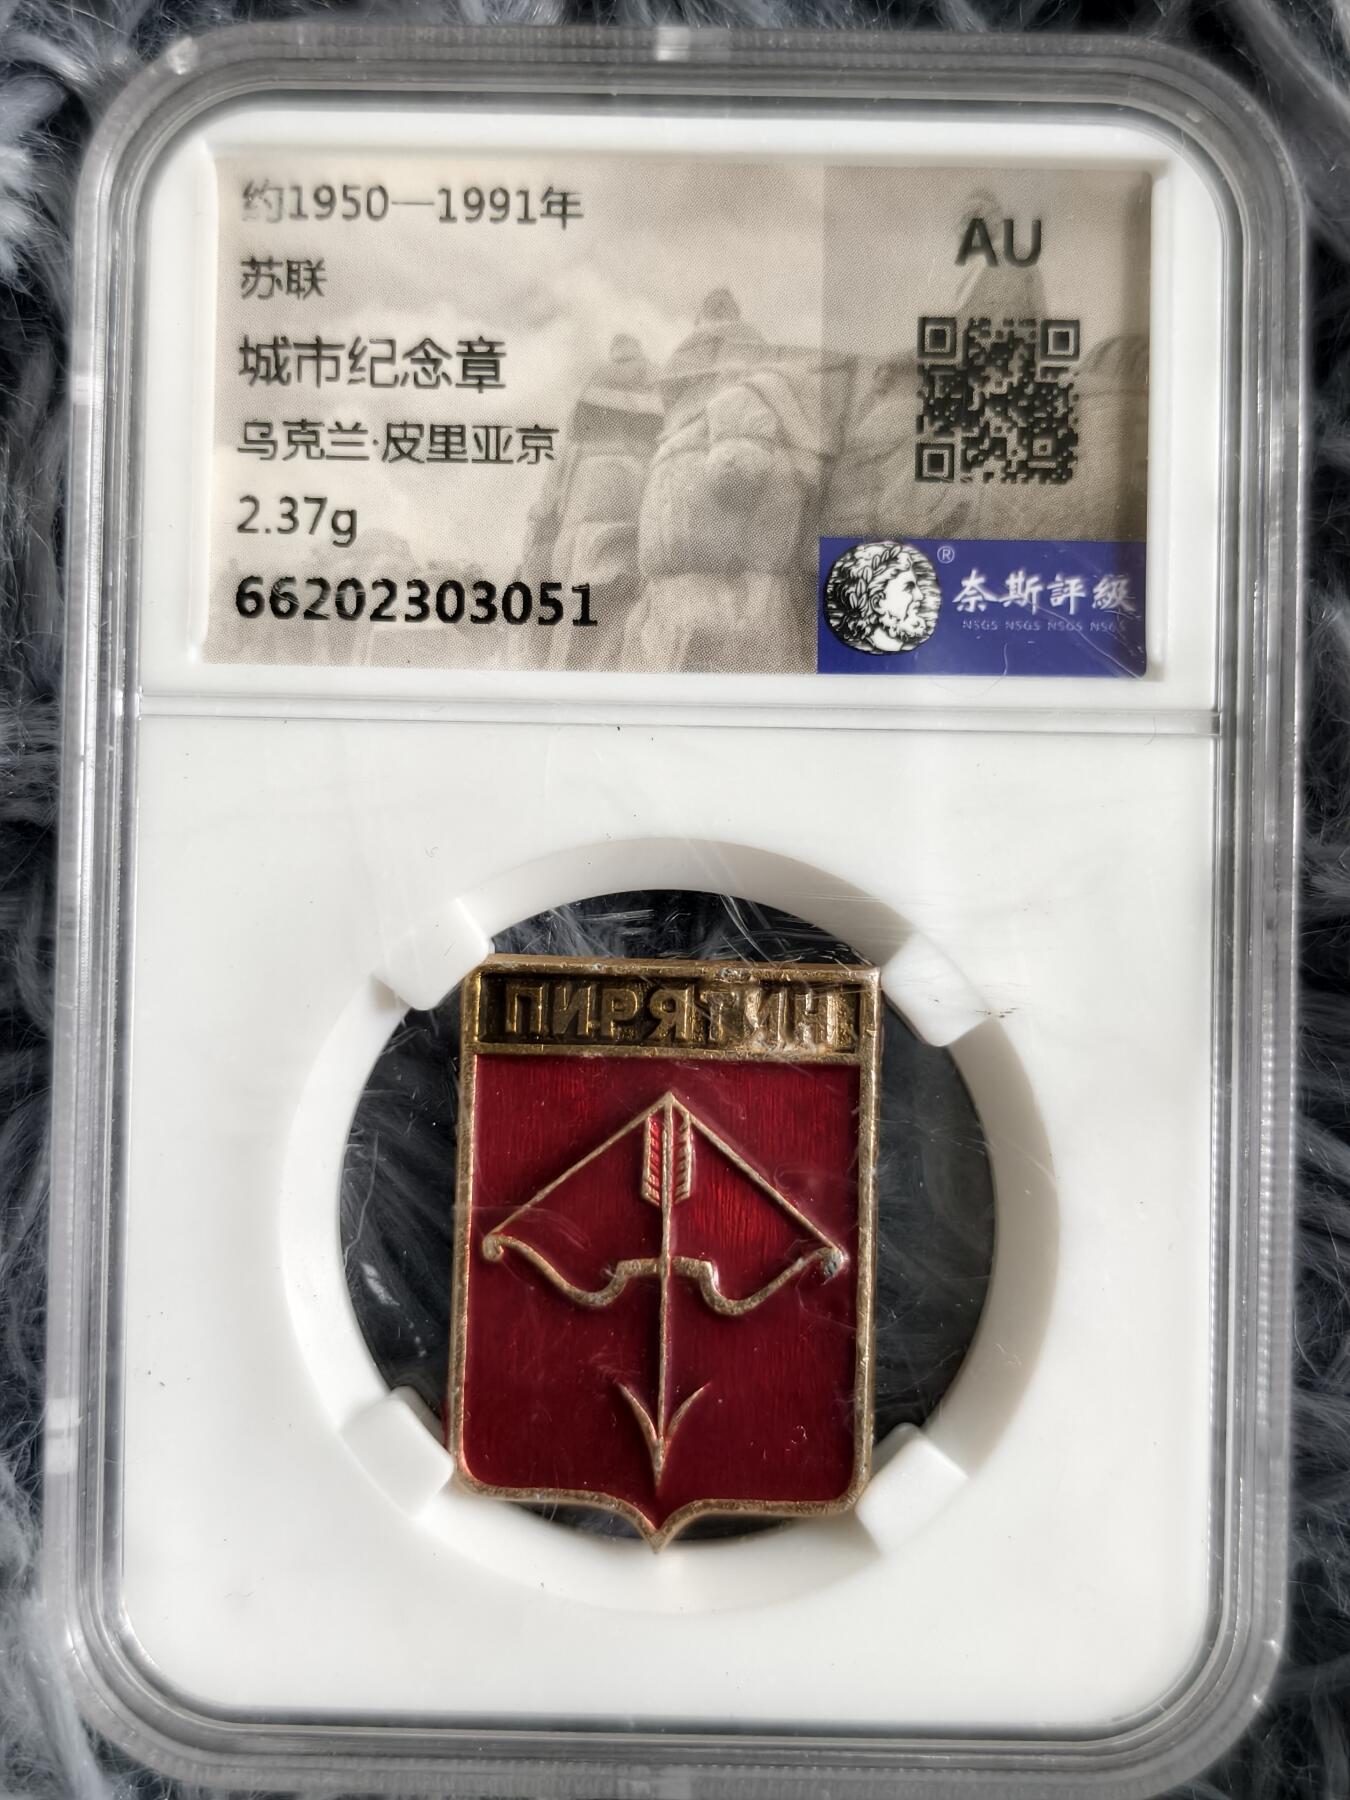 约1950—1991年
苏联
城市纪念章
乌克兰·皮里亚京
2.37g
66202303051
AU
®
奈斯評級
NSGS NSGS NSGS NSGS
ПИРЯТИН